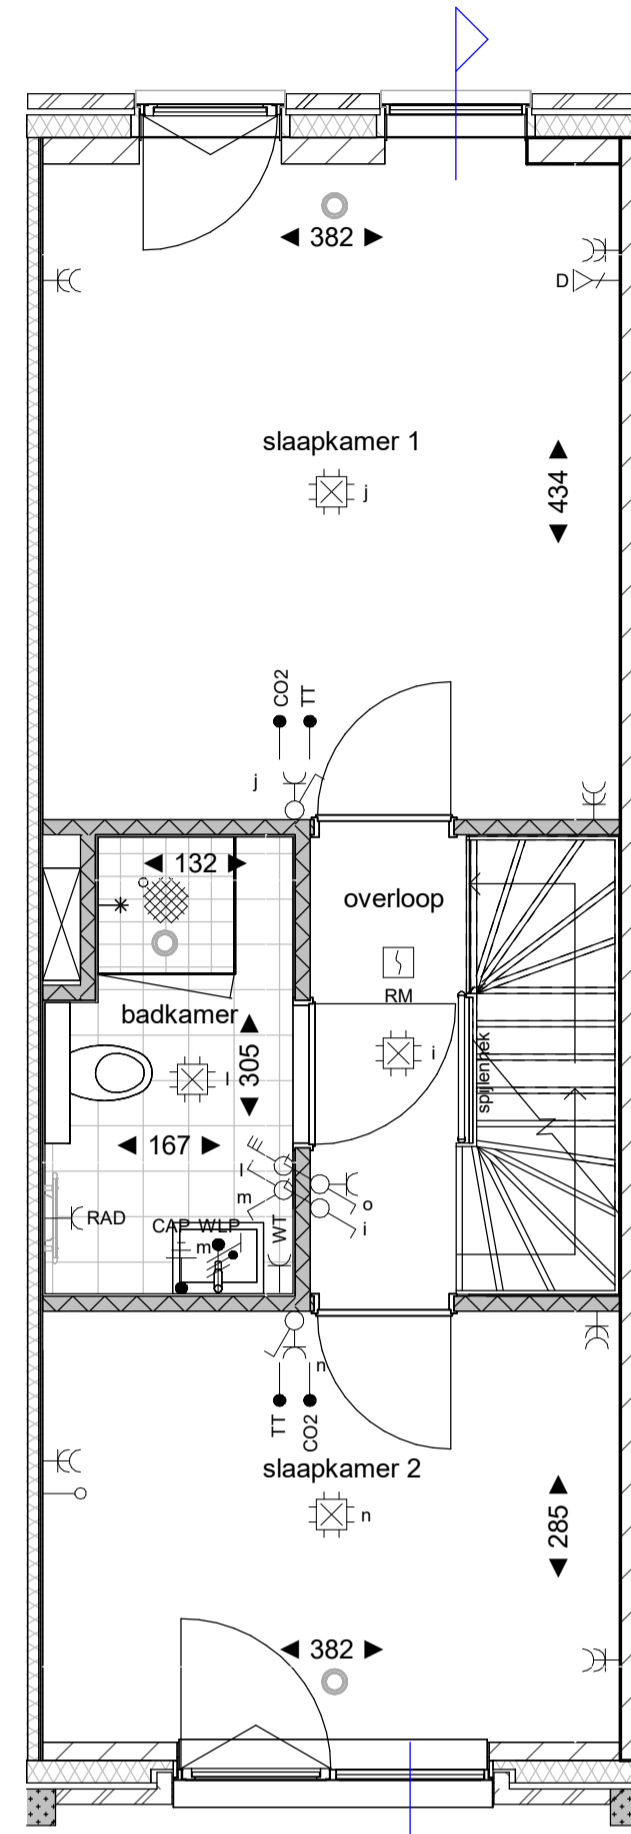 382
D
slaapkamer 1
j
434
CO2
TT
j
132
overloop
RM
badkamer
i
l
305
spijlenhek
167
l
m
o
i
RAD
CAP WLP
WT
m
n
TT
CO2
slaapkamer 2
n
285
382